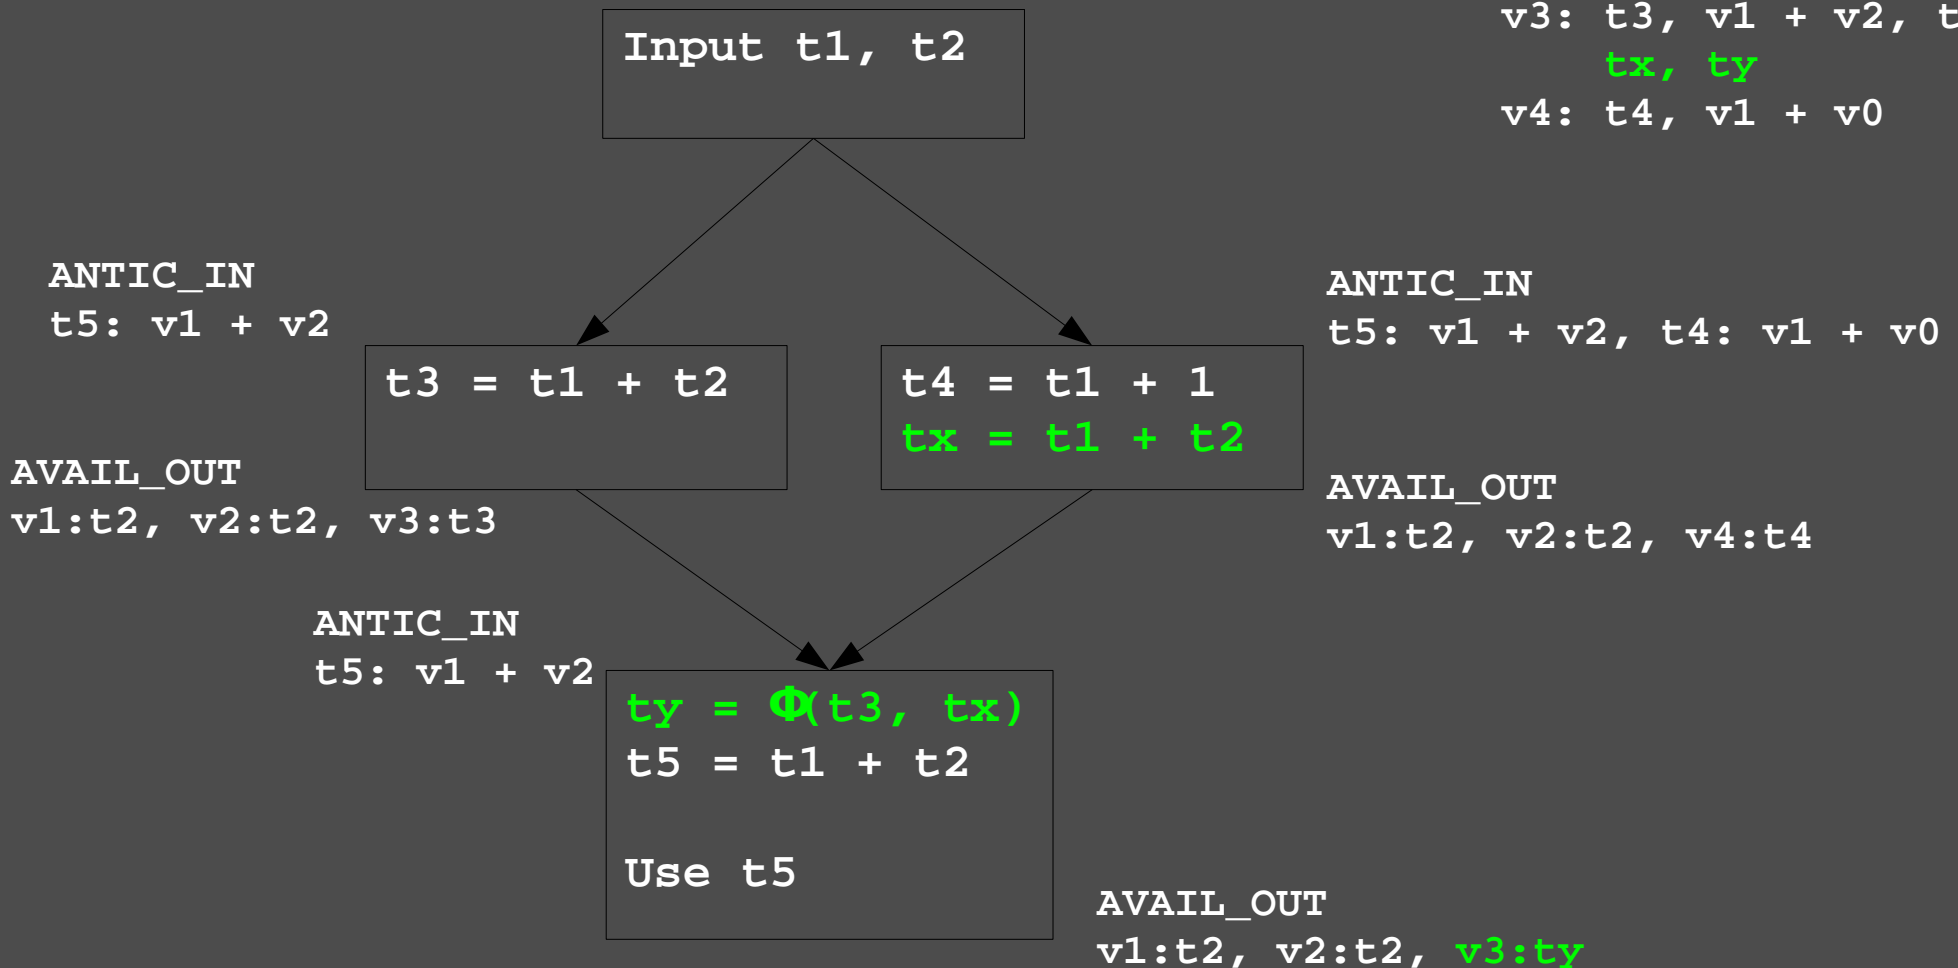 Input t1, t2
v3: t3, v1 + v2,
tx, ty
v4: t4, v1 + v0
ANTIC_IN
t5: v1 + v2
ANTIC_IN
t5: v1 + v2, t4: v1 + v0
t3 = t1 + t2
t4 = t1 + 1
tx = t1 + t2
AVAIL_OUT
v1:t2, v2:t2, v3:t3
AVAIL_OUT
v1:t2, v2:t2, v4:t4
ANTIC_IN
t5: v1 + v2
ty = Φ(t3, tx)
t5 = t1 + t2
Use t5
AVAIL_OUT
v1:t2, v2:t2, v3:ty